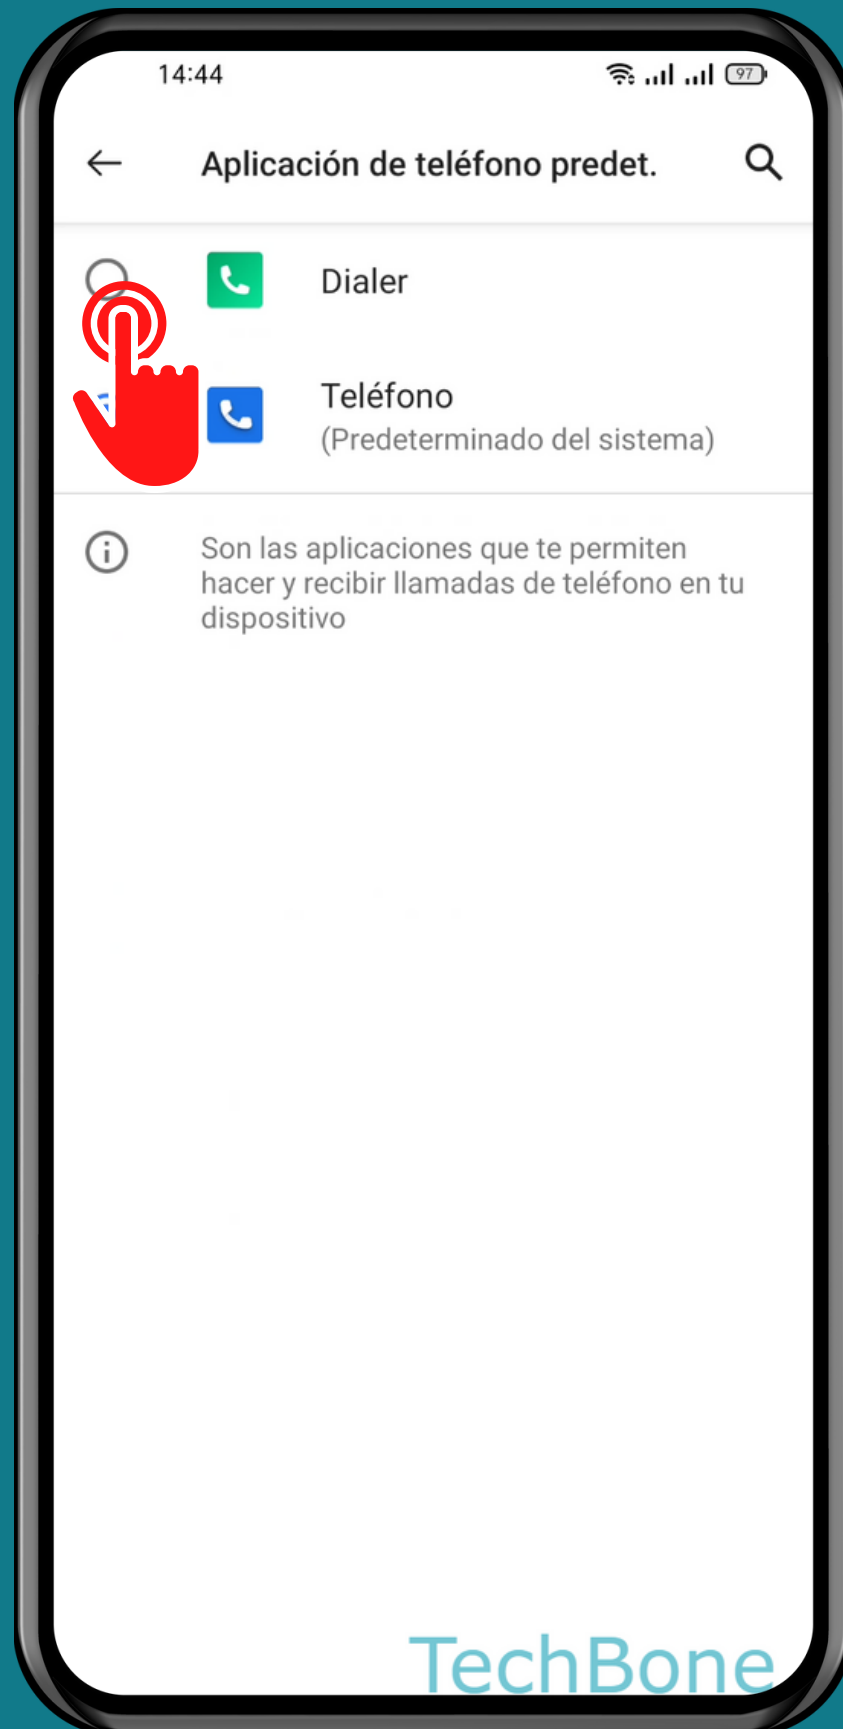 14:44
97
Aplicación de teléfono predet.
Dialer
Teléfono
(Predeterminado del sistema)
Son las aplicaciones que te permiten
hacer y recibir llamadas de teléfono en tu
dispositivo
TechBone